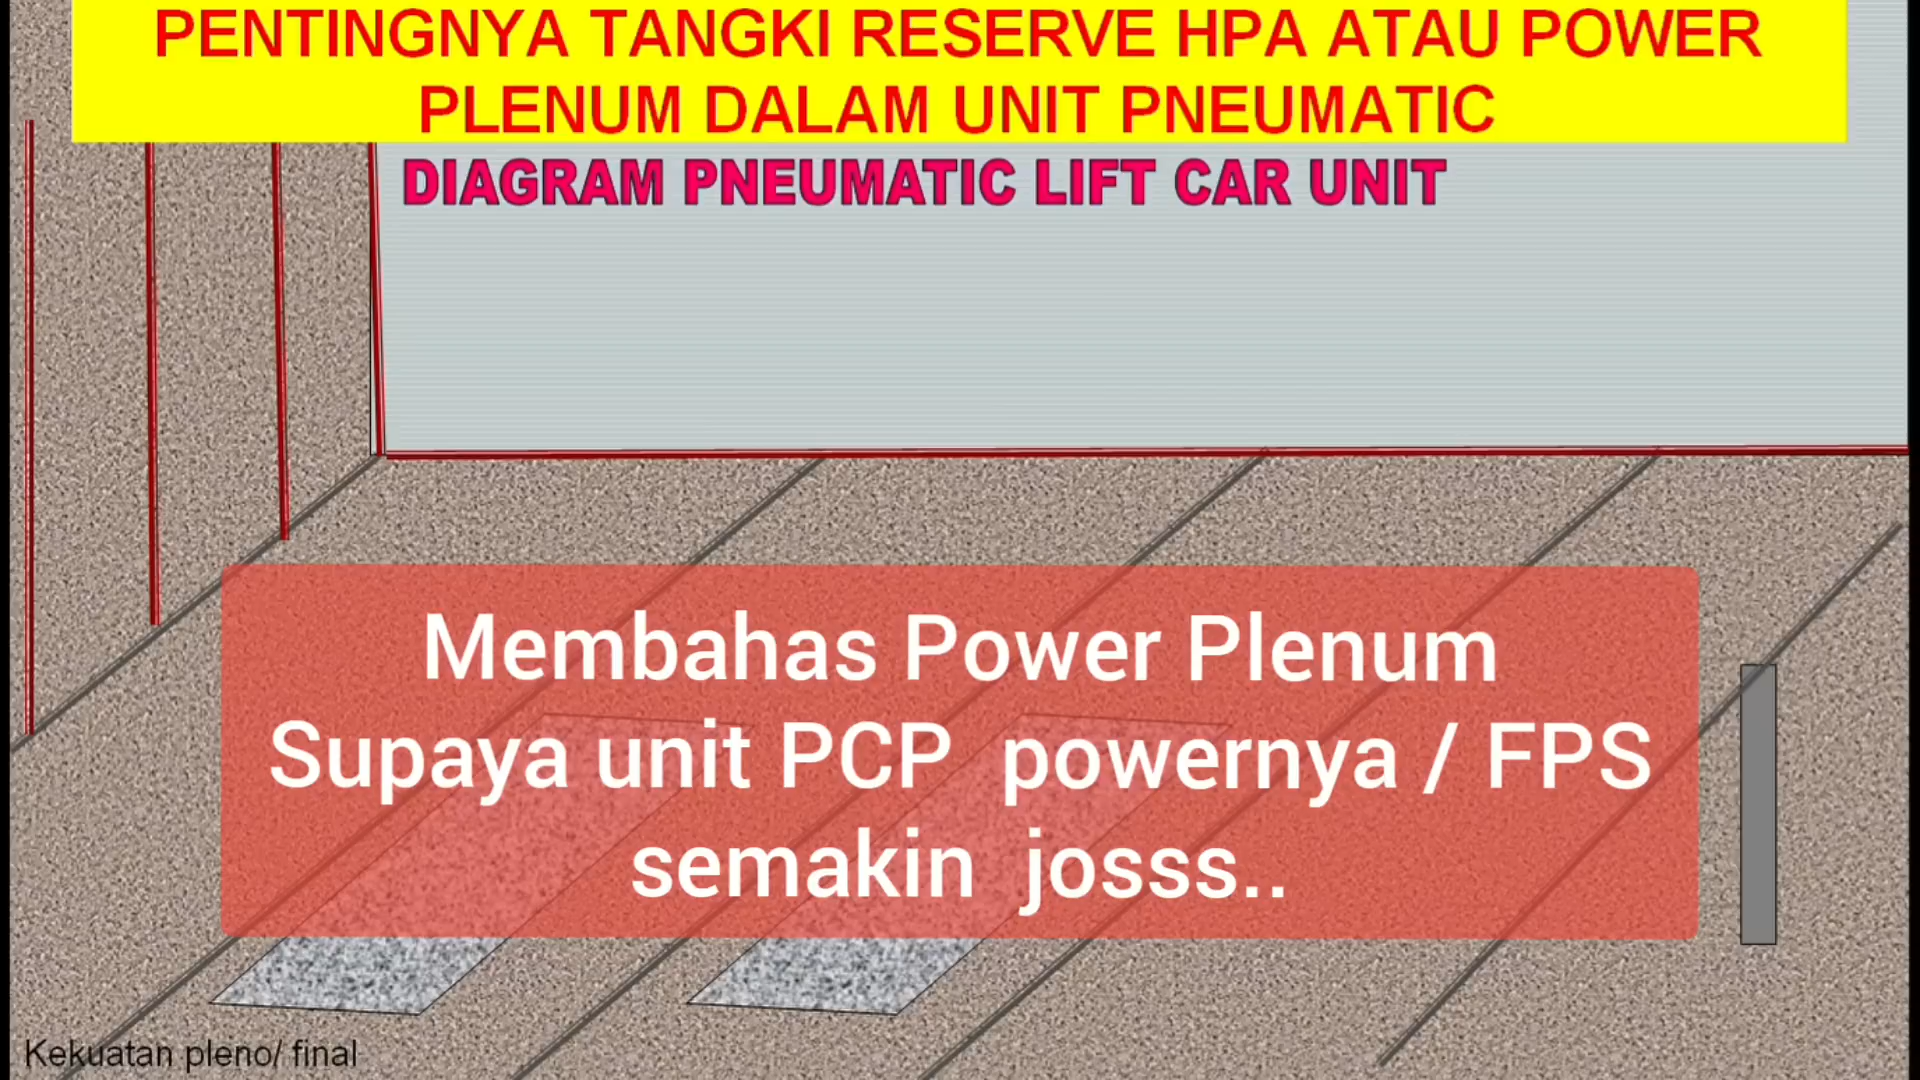 PENTINGNYA TANGKI RESERVE HPA ATAU POWER
PLENUM DALAM UNIT PNEUMATIC
DIAGRAM PNEUMATIC LIFT CAR UNIT
Membahas Power Plenum
Supaya unit PCP powernya / FPS
semakin josss..
Kekuatan pleno/ final